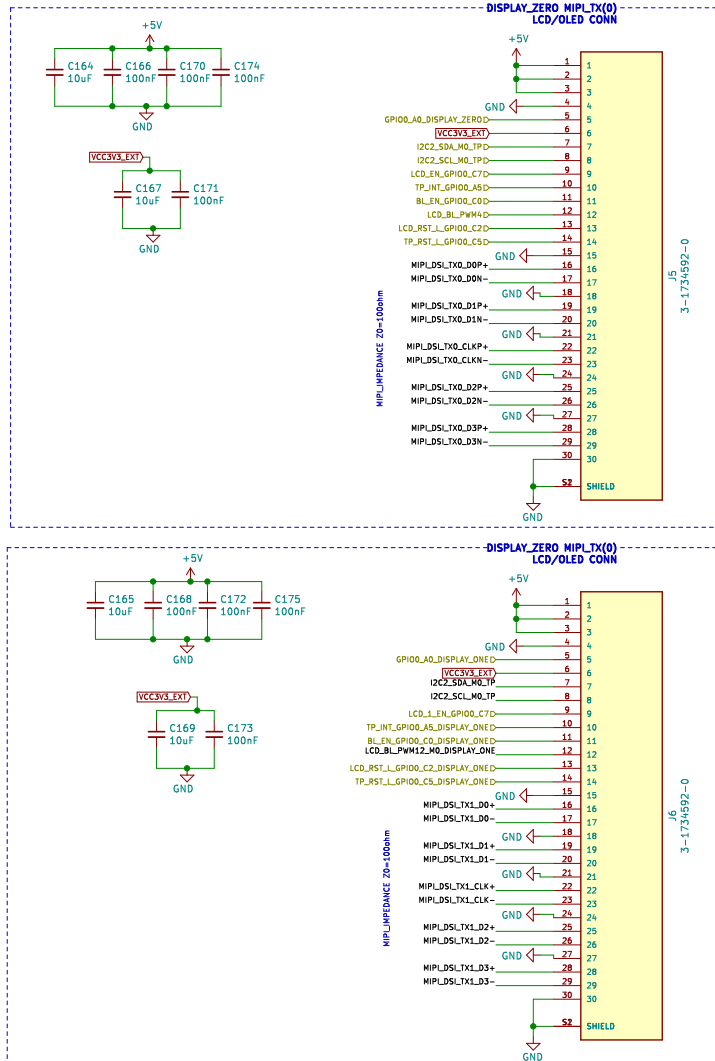 DISPLAY_ZERO MIPI_TX(0)
LCD/OLED CONN
+5V
C164
10uF
C166
100nF
C170
100nF
C174
100nF
GND
VCC3V3_EXT
C167
10uF
C171
100nF
GND
MIPI_IMPEDANCE Z0=100ohm
+5V
1 1
2 2
3 3
GND 4 4
GPIO0_A0_DISPLAY_ZERO 5 5
VCC3V3_EXT 6 6
I2C2_SDA_M0_TP 7 7
I2C2_SCL_M0_TP 8 8
LCD_EN_GPIO0_C7 9 9
TP_INT_GPIO0_A5 10 10
BL_EN_GPIO0_C0 11 11
LCD_BL_PWM4 12 12
LCD_RST_L_GPIO0_C2 13 13
TP_RST_L_GPIO0_C5 14 14
GND 15 15
MIPI_DSI_TX0_D0P+ 16 16
MIPI_DSI_TX0_D0N- 17 17
GND 18 18
MIPI_DSI_TX0_D1P+ 19 19
MIPI_DSI_TX0_D1N- 20 20
GND 21 21
MIPI_DSI_TX0_CLKP+ 22 22
MIPI_DSI_TX0_CLKN- 23 23
GND 24 24
MIPI_DSI_TX0_D2P+ 25 25
MIPI_DSI_TX0_D2N- 26 26
GND 27 27
MIPI_DSI_TX0_D3P+ 28 28
MIPI_DSI_TX0_D3N- 29 29
30 30
SHIELD
GND
J5
3-1734592-0
DISPLAY_ZERO MIPI_TX(0)
LCD/OLED CONN
+5V
C165
10uF
C168
100nF
C172
100nF
C175
100nF
GND
VCC3V3_EXT
C169
10uF
C173
100nF
GND
MIPI_IMPEDANCE Z0=100ohm
+5V
1 1
2 2
3 3
GND 4 4
GPIO0_A0_DISPLAY_ONE 5 5
VCC3V3_EXT 6 6
I2C2_SDA_M0_TP 7 7
I2C2_SCL_M0_TP 8 8
LCD_1_EN_GPIO0_C7 9 9
TP_INT_GPIO0_A5_DISPLAY_ONE 10 10
BL_EN_GPIO0_C0_DISPLAY_ONE 11 11
LCD_BL_PWM12_M0_DISPLAY_ONE 12 12
LCD_RST_L_GPIO0_C2_DISPLAY_ONE 13 13
TP_RST_L_GPIO0_C5_DISPLAY_ONE 14 14
GND 15 15
MIPI_DSI_TX1_D0+ 16 16
MIPI_DSI_TX1_D0- 17 17
GND 18 18
MIPI_DSI_TX1_D1+ 19 19
MIPI_DSI_TX1_D1- 20 20
GND 21 21
MIPI_DSI_TX1_CLK+ 22 22
MIPI_DSI_TX1_CLK- 23 23
GND 24 24
MIPI_DSI_TX1_D2+ 25 25
MIPI_DSI_TX1_D2- 26 26
GND 27 27
MIPI_DSI_TX1_D3+ 28 28
MIPI_DSI_TX1_D3- 29 29
30 30
SHIELD
GND
J6
3-1734592-0